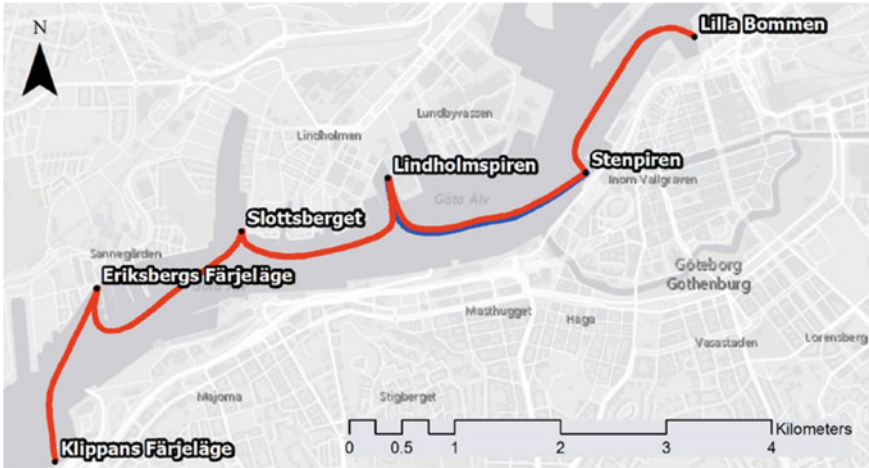 N
Lilla Bommen
Lundbyvassen
Lindholmen
Lindholmspiren
Stenpiren
Inom Vallgraven
Göta Älv
Slottsberget
Sannegården
Eriksbergs Färjeläge
Göteborg
Gothenburg
Masthugget
Haga
Vasastaden
Lorensberg
Majorna
Stigberget
Klippans Färjeläge
Kilometers
0 0.5 1 2 3 4